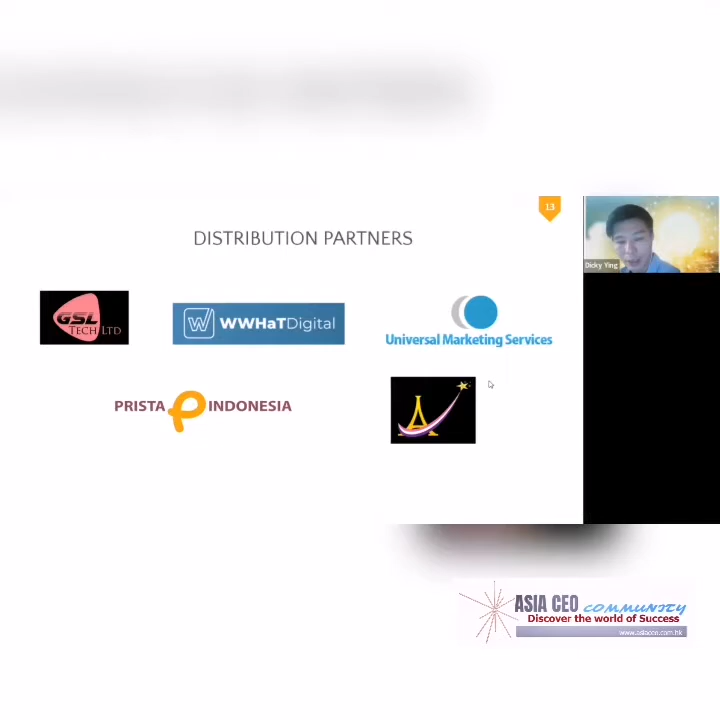 13
DISTRIBUTION PARTNERS
Dicky Ying
GSL
TECH LTD
WWHaTDigital
Universal Marketing Services
PRISTA INDONESIA
ASIA CEO COMMUNITY
Discover the world of Success
www.asiaceo.com.hk